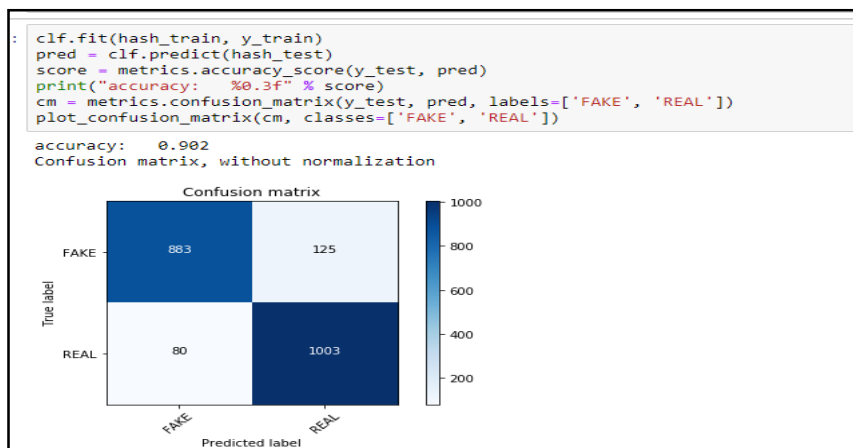 :
clf.fit(hash_train, y_train)
pred = clf.predict(hash_test)
score = metrics.accuracy_score(y_test, pred)
print("accuracy:   %0.3f" % score)
cm = metrics.confusion_matrix(y_test, pred, labels=['FAKE', 'REAL'])
plot_confusion_matrix(cm, classes=['FAKE', 'REAL'])
accuracy:   0.902
Confusion matrix, without normalization
Confusion matrix
1000
FAKE 883 125
800
600
True label
400
REAL 80 1003
200
FAKE REAL
Predicted label